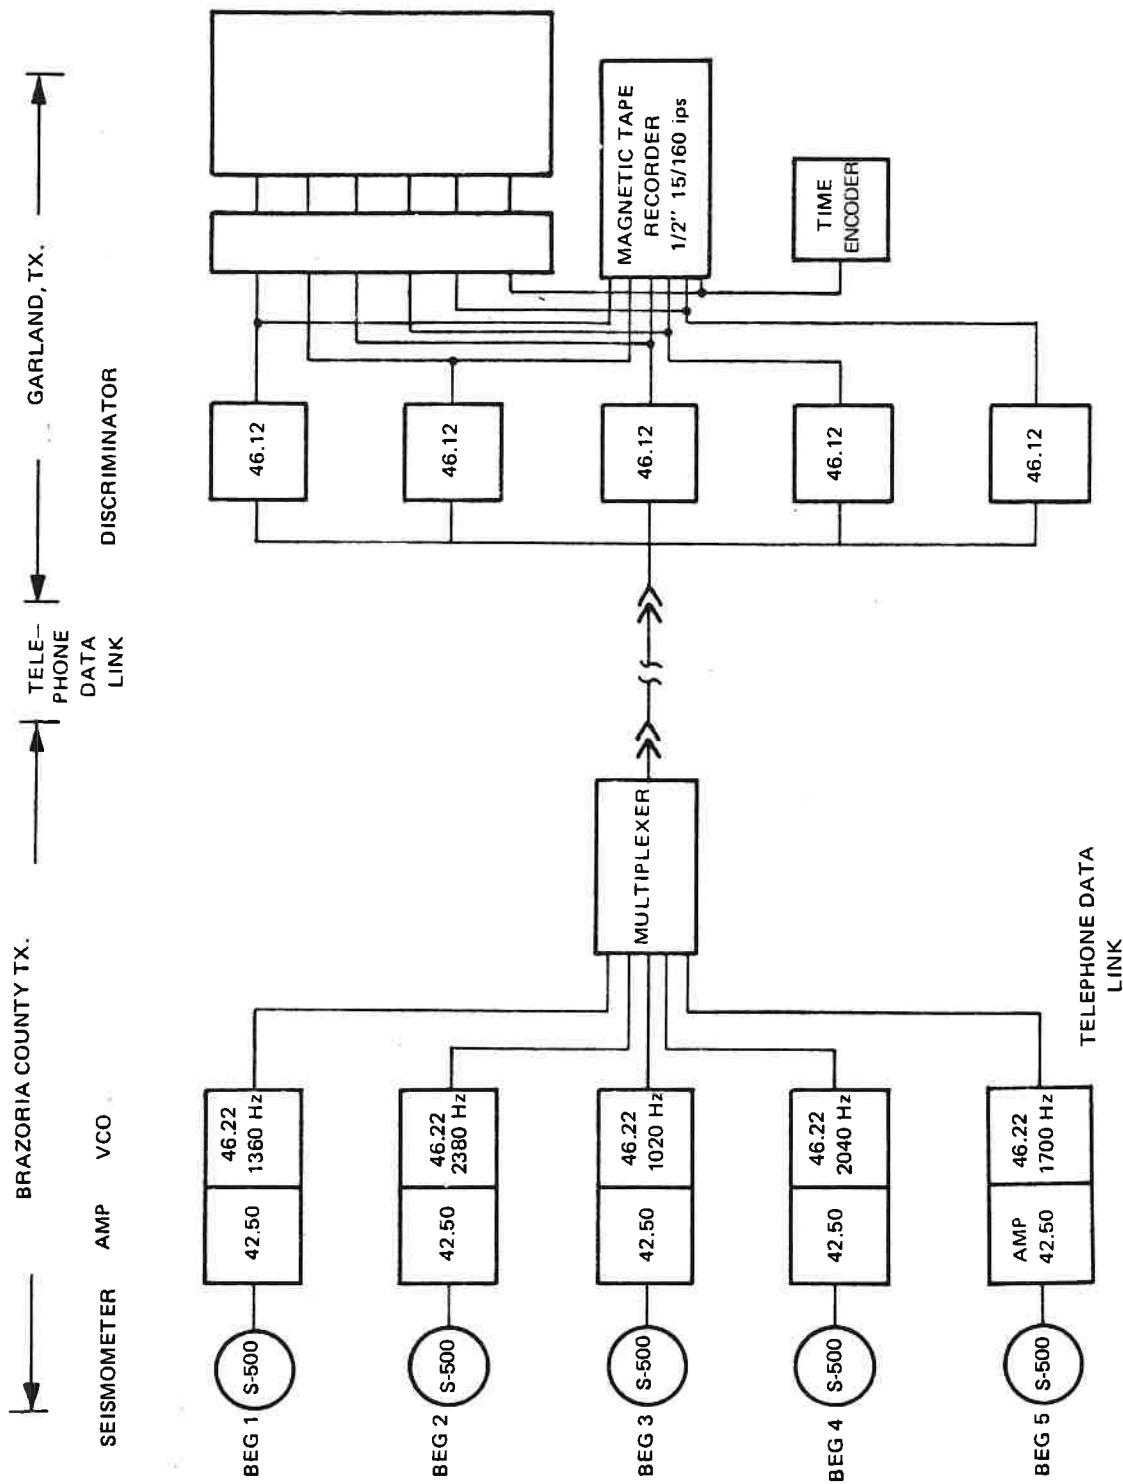 BRAZORIA COUNTY TX.
TELE-
PHONE
DATA
LINK
GARLAND, TX.
SEISMOMETER
AMP
VCO
DISCRIMINATOR
BEG 1
S-500
42.50
46.22
1360 Hz
46.12
BEG 2
S-500
42.50
46.22
2380 Hz
46.12
BEG 3
S-500
42.50
46.22
1020 Hz
MULTIPLEXER
46.12
MAGNETIC TAPE
RECORDER
1/2" 15/160 ips
BEG 4
S-500
42.50
46.22
2040 Hz
46.12
TIME
ENCODER
BEG 5
S-500
AMP
42.50
46.22
1700 Hz
46.12
TELEPHONE DATA
LINK